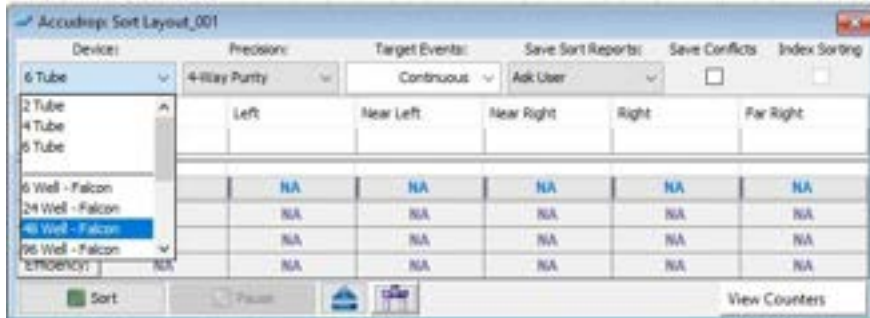 Accudrop: Sort Layout_001
Device: Precision: Target Events: Save Sort Reports: Save Conflicts Index Sorting
6 Tube 4-Way Purity Continuous Ask User
2 Tube
4 Tube
6 Tube
Left Near Left Near Right Right Far Right
6 Well - Falcon
24 Well - Falcon
48 Well - Falcon
96 Well - Falcon
NA NA NA NA NA
NA NA NA NA NA
NA NA NA NA NA
Efficiency: NA NA NA NA NA NA
Sort Pause View Counters